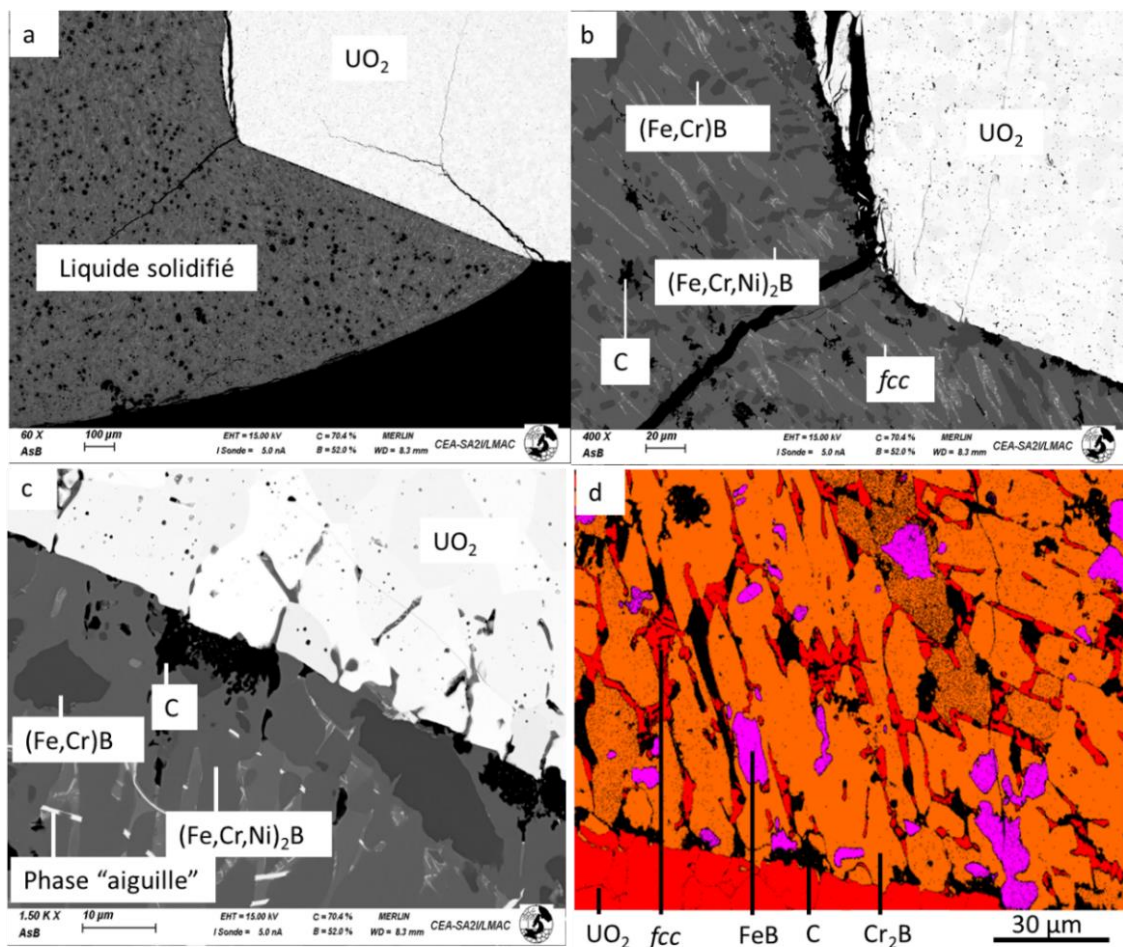 a
UO₂
Liquide solidifié
60 X
AsB
100 µm
EHT = 15.00 kV
I Sonde = 5.0 nA
C = 70.4 %
B = 52.0 %
MERLIN
WD = 8.3 mm
CEA-SA2I/LMAC
b
(Fe,Cr)B
UO₂
(Fe,Cr,Ni)₂B
C
fcc
400 X
AsB
20 µm
EHT = 15.00 kV
I Sonde = 5.0 nA
C = 70.4 %
B = 52.0 %
MERLIN
WD = 8.3 mm
CEA-SA2I/LMAC
c
UO₂
C
(Fe,Cr)B
(Fe,Cr,Ni)₂B
Phase “aiguille”
1.50 K X
AsB
10 µm
EHT = 15.00 kV
I Sonde = 5.0 nA
C = 70.4 %
B = 52.0 %
MERLIN
WD = 8.3 mm
CEA-SA2I/LMAC
d
UO₂ fcc FeB C Cr₂B
30 µm